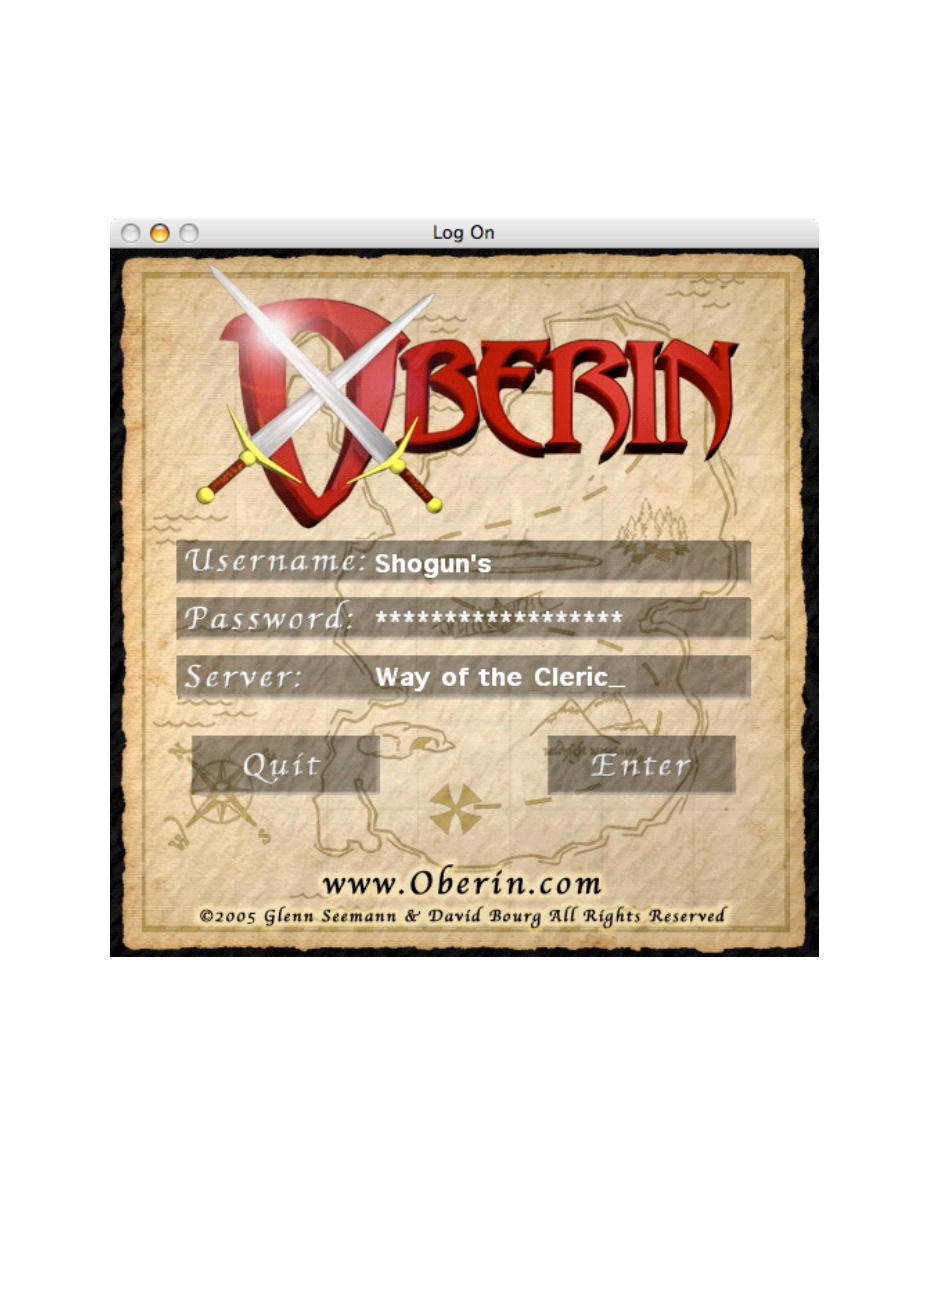 Log On
OBERIN
Username: Shogun's
Password: ******************
Server: Way of the Cleric_
Quit Enter
www.Oberin.com
©2005 Glenn Seemann & David Bourg All Rights Reserved